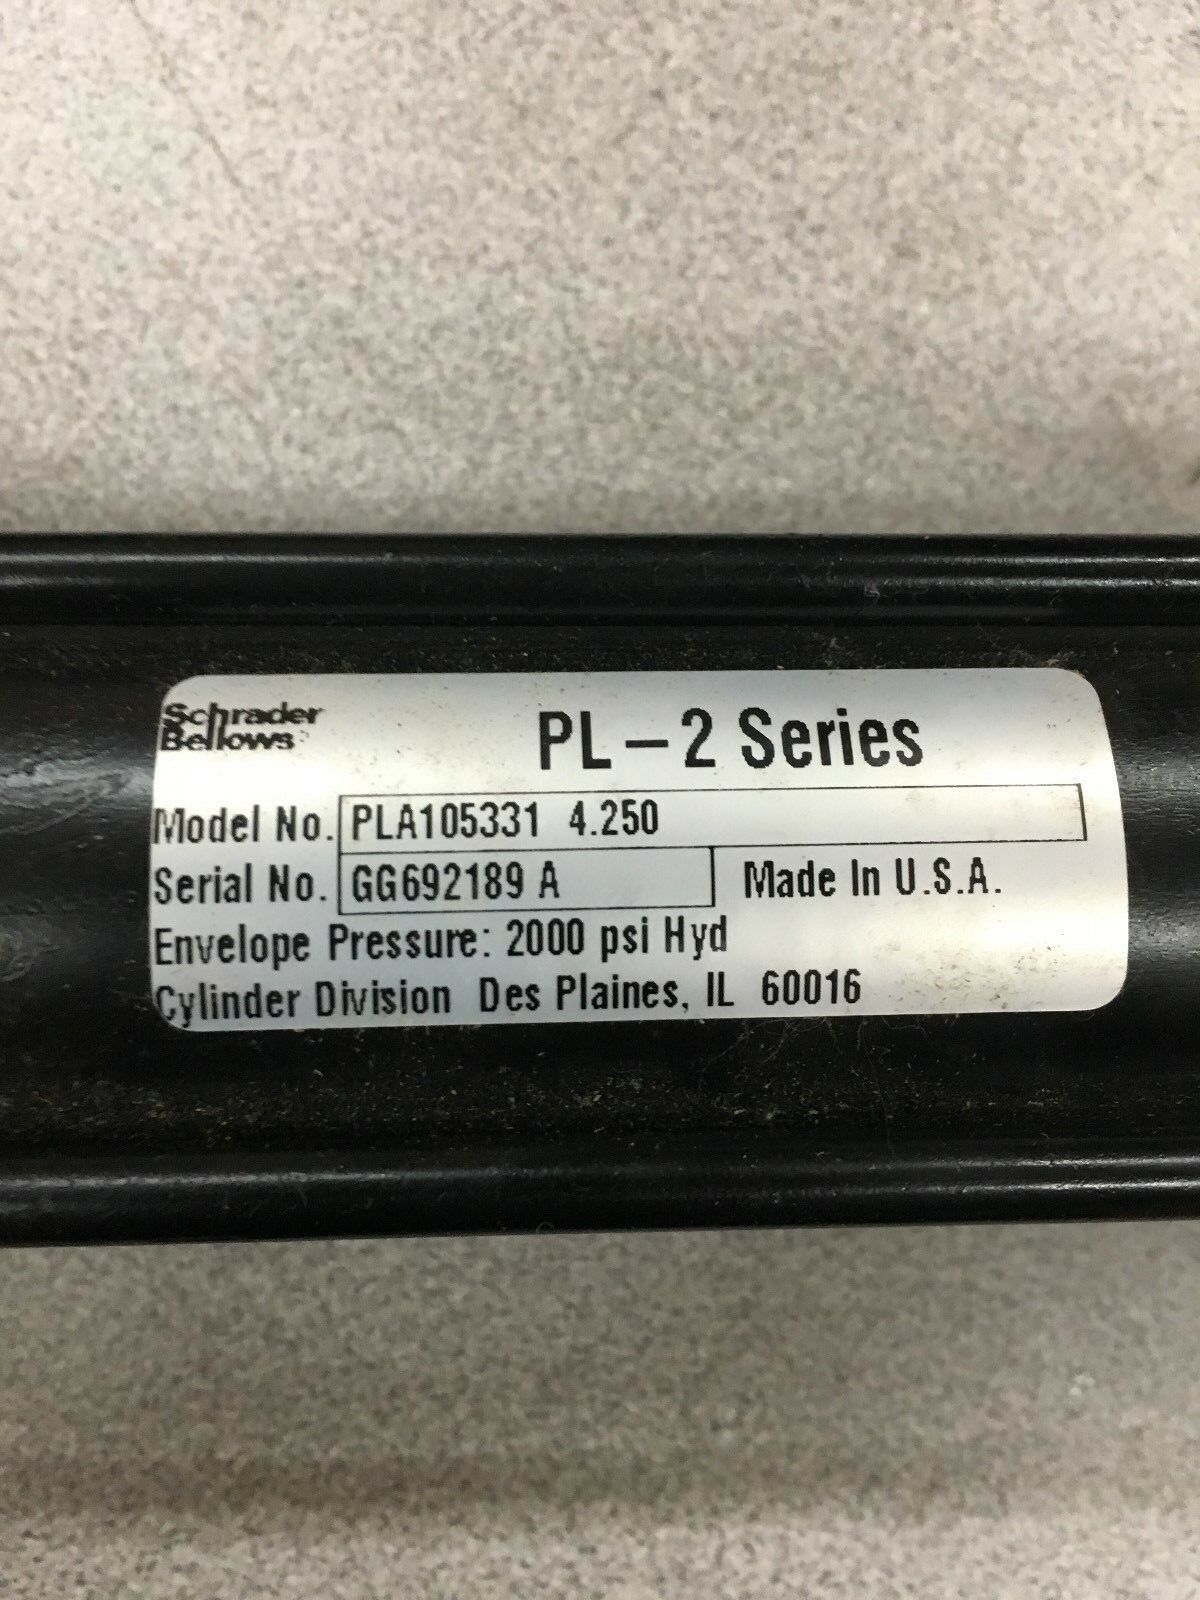 Schrader
Bellows
PL-2 Series
Model No. PLA105331 4.250
Serial No. GG692189 A Made In U.S.A.
Envelope Pressure: 2000 psi Hyd
Cylinder Division Des Plaines, IL 60016